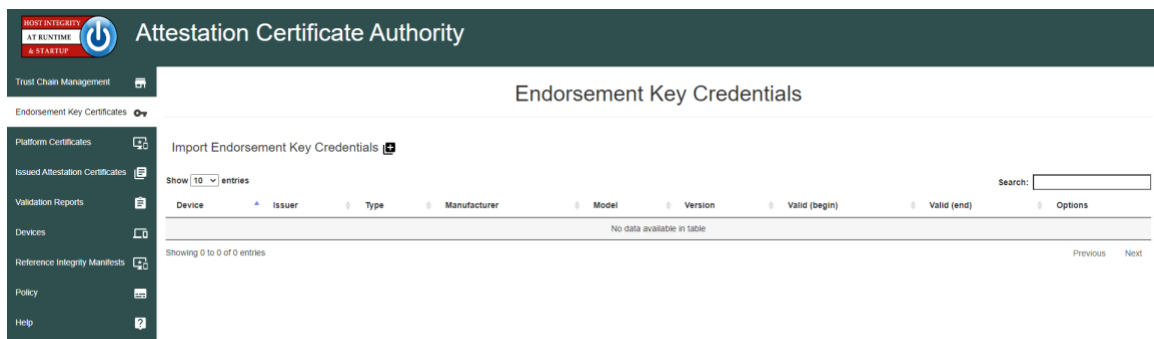 HOST INTEGRITY
AT RUNTIME
& STARTUP
Attestation Certificate Authority
Trust Chain Management
Endorsement Key Certificates
Platform Certificates
Issued Attestation Certificates
Validation Reports
Devices
Reference Integrity Manifests
Policy
Help
Endorsement Key Credentials
Import Endorsement Key Credentials
Show 10 entries
Search:
Device Issuer Type Manufacturer Model Version Valid (begin) Valid (end) Options
No data available in table
Showing 0 to 0 of 0 entries
Previous Next